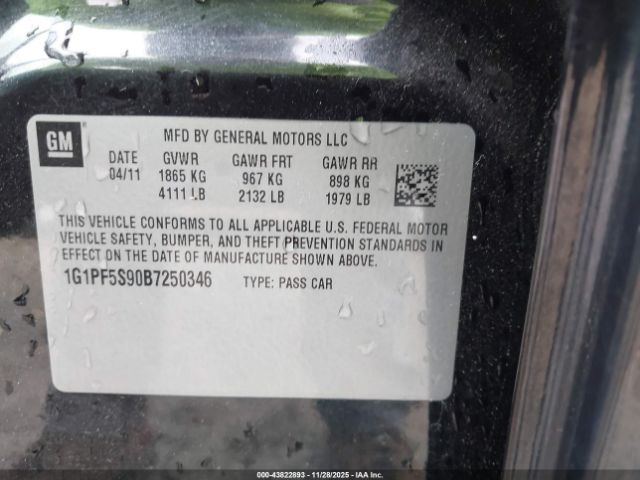 GM
MFD BY GENERAL MOTORS LLC
DATE GVWR GAWR FRT GAWR RR
04/11 1865 KG 967 KG 898 KG
4111 LB 2132 LB 1979 LB
THIS VEHICLE CONFORMS TO ALL APPLICABLE U.S. FEDERAL MOTOR
VEHICLE SAFETY, BUMPER, AND THEFT PREVENTION STANDARDS IN
EFFECT ON THE DATE OF MANUFACTURE SHOWN ABOVE.
1G1PF5S90B7250346 TYPE: PASS CAR
000-43822893 - 11/28/2025 - IAA Inc.